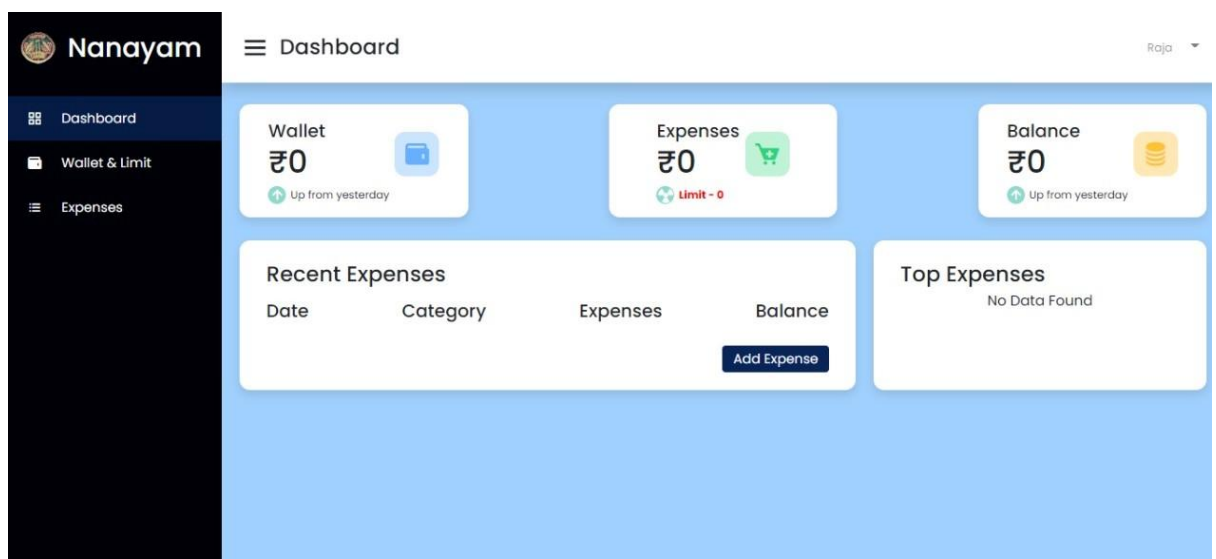 Nanayam
Dashboard
Raja
Dashboard
Wallet & Limit
Expenses
Wallet
₹0
Up from yesterday
Expenses
₹0
Limit - 0
Balance
₹0
Up from yesterday
Recent Expenses
Date Category Expenses Balance
Add Expense
Top Expenses
No Data Found